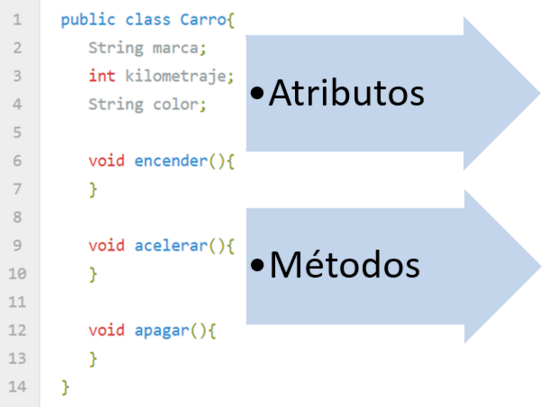 1 public class Carro{
2 String marca;
3 int kilometraje;
4 String color;
5
6 void encender(){
7 }
8
9 void acelerar(){
10 }
11
12 void apagar(){
13 }
14 }
•Atributos
•Métodos